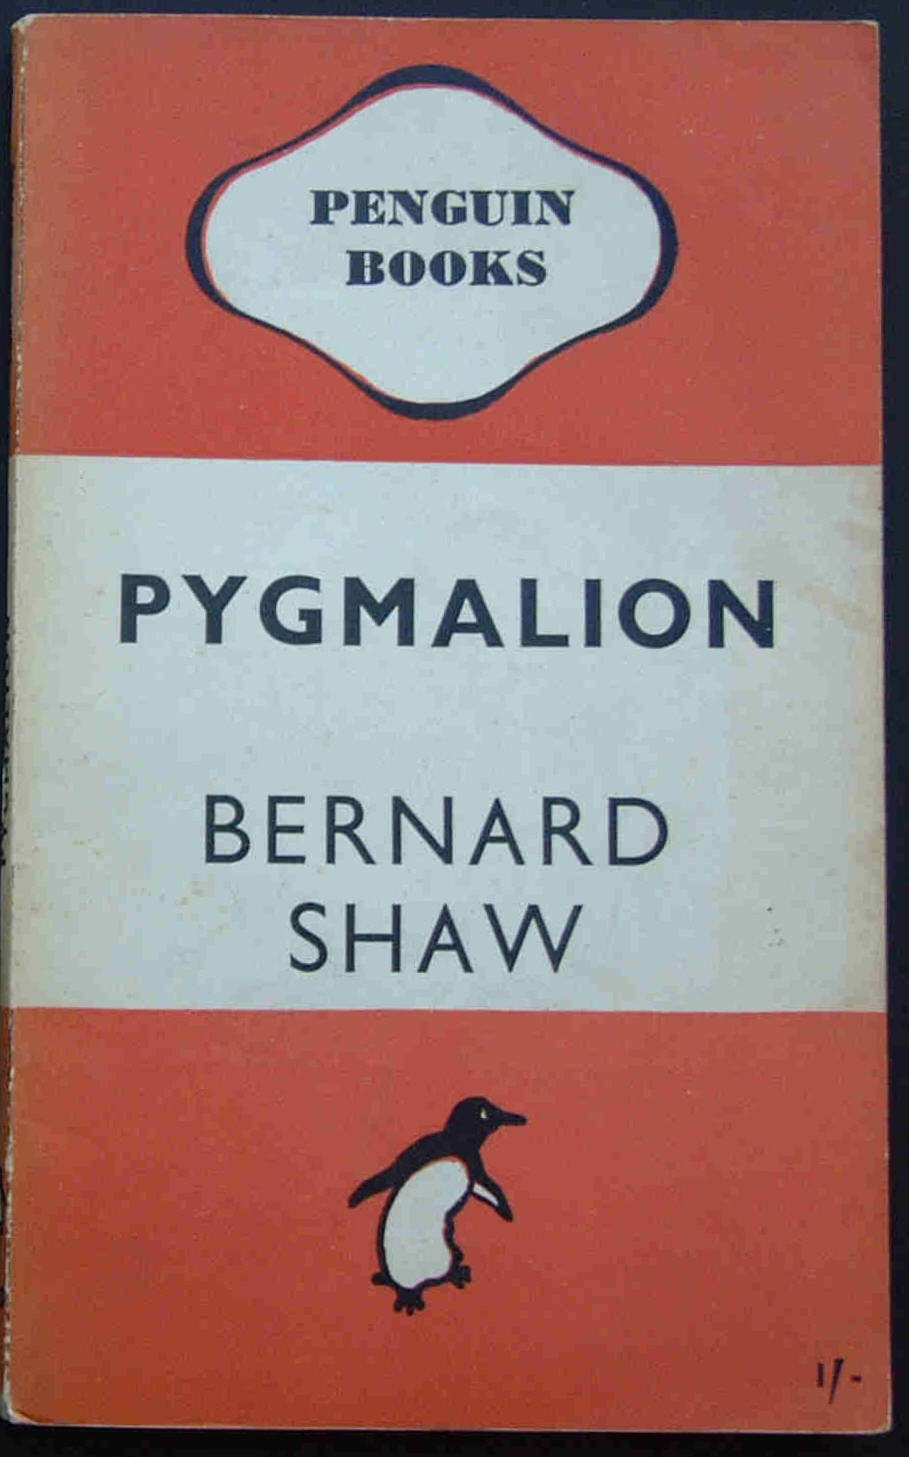 PENGUIN
BOOKS
PYGMALION
BERNARD
SHAW
1/-